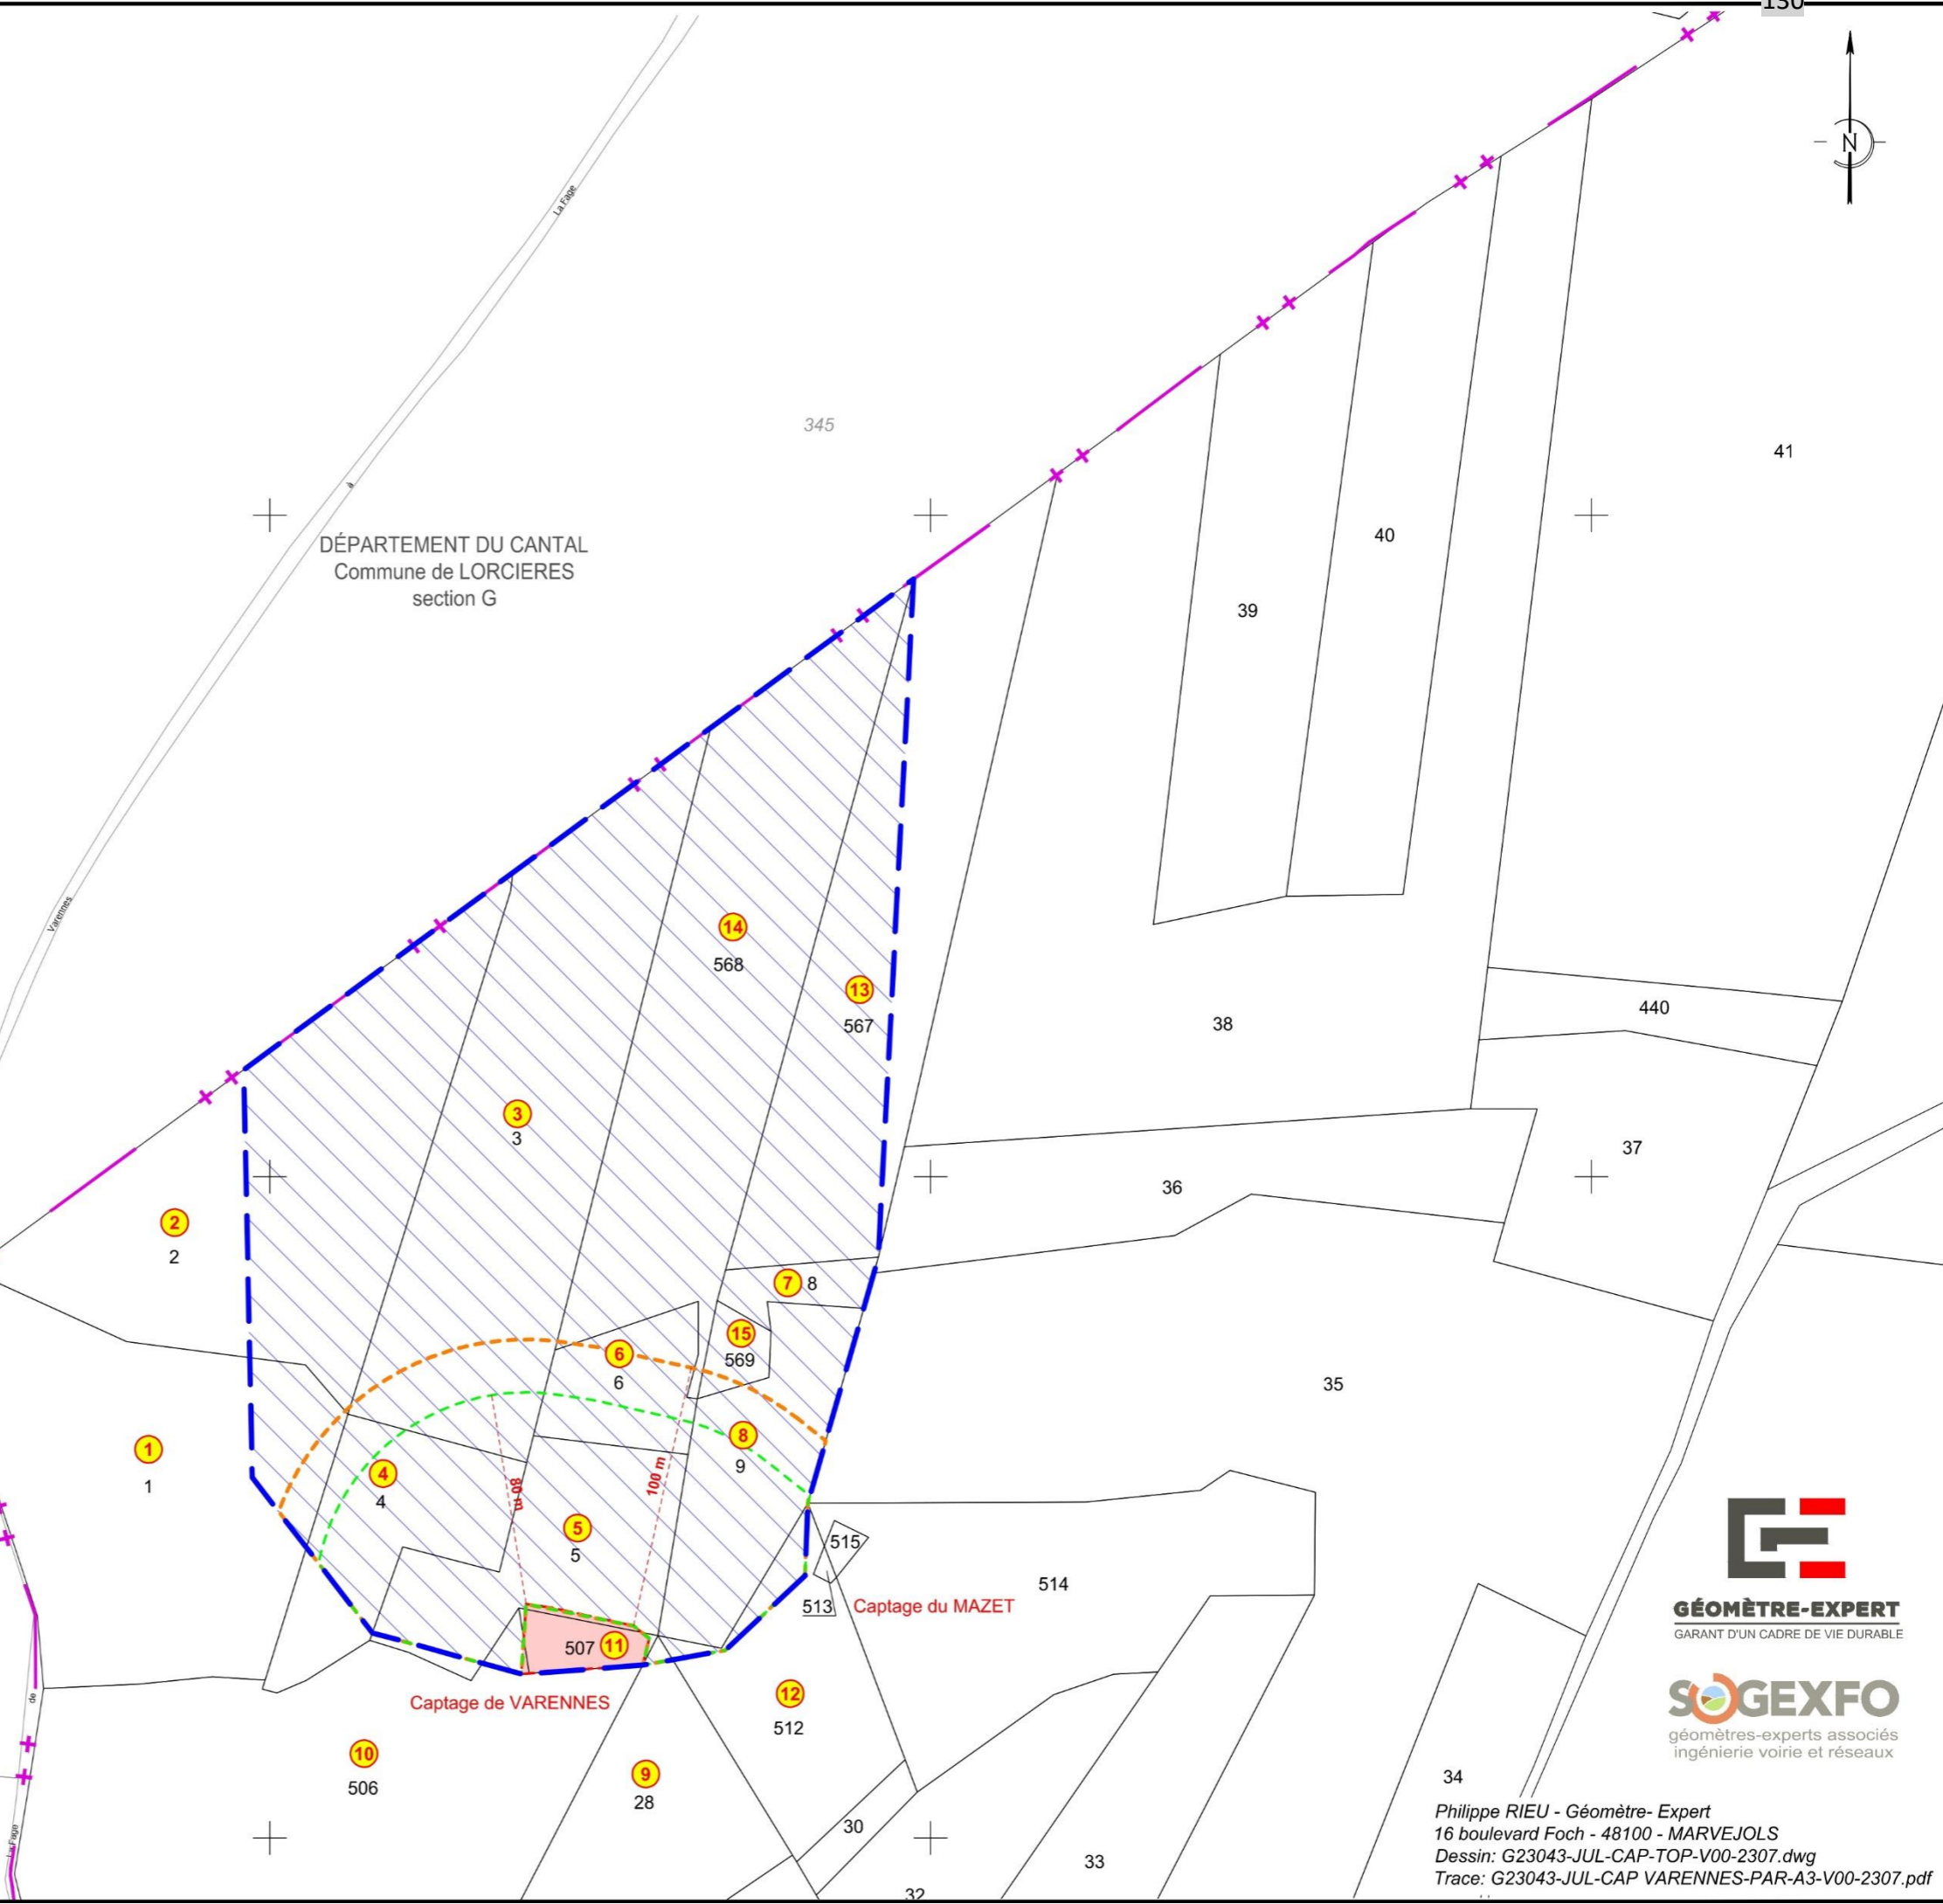 130
N
La Fage
à
Varennes
345
DÉPARTEMENT DU CANTAL
Commune de LORCIERES
section G
41
40
39
14
568
13
567
38
440
3
3
37
36
2
2
7 8
15
569
6
6
35
8
9
1
1
4
4
80 m
100 m
5
5
515
514
513
Captage du MAZET
507 11
Captage de VARENNES
de
12
512
10
506
9
28
La Fage
30
33
32
34
GÉOMÈTRE-EXPERT
GARANT D'UN CADRE DE VIE DURABLE
SOGEXFO
géomètres-experts associés
ingénierie voirie et réseaux
Philippe RIEU - Géomètre- Expert
16 boulevard Foch - 48100 - MARVEJOLS
Dessin: G23043-JUL-CAP-TOP-V00-2307.dwg
Trace: G23043-JUL-CAP VARENNES-PAR-A3-V00-2307.pdf